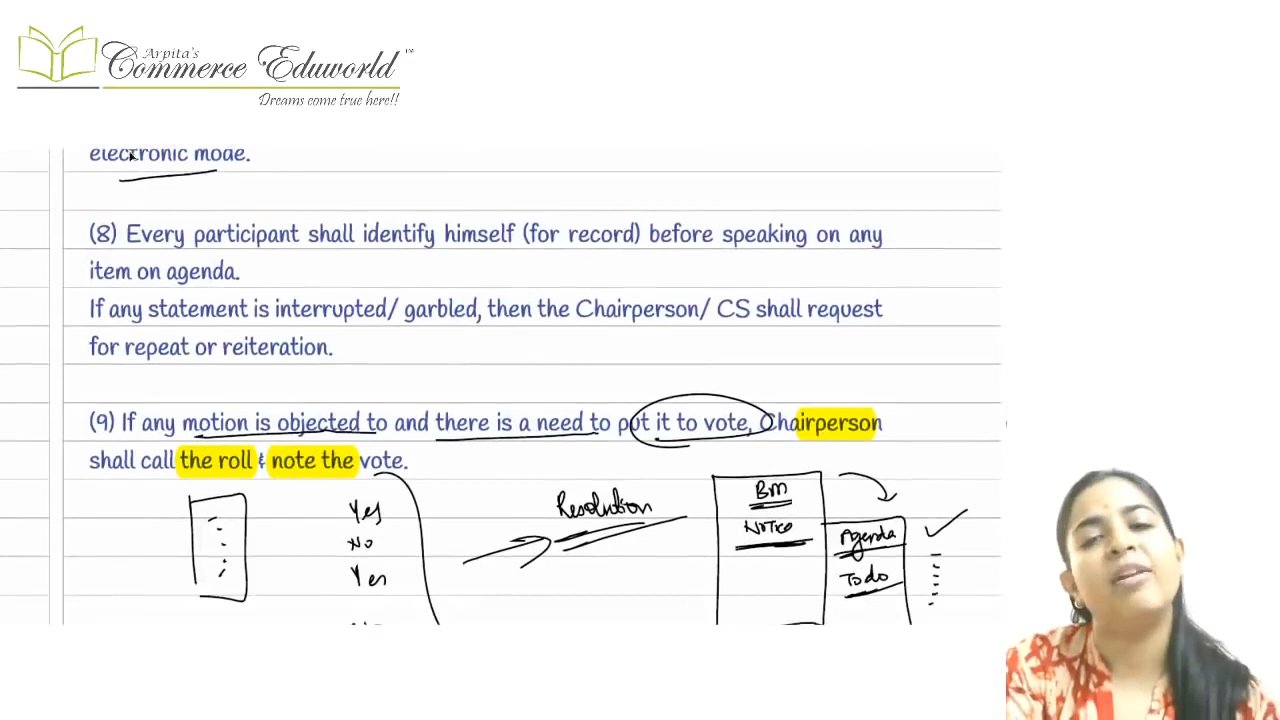 Arpita's
Commerce Eduworld™
Dreams come true here!!
electronic mode.
(8) Every participant shall identify himself (for record) before speaking on any
item on agenda.
If any statement is interrupted/ garbled, then the Chairperson/ CS shall request
for repeat or reiteration.
(9) If any motion is objected to and there is a need to put it to vote, Chairperson
shall call the roll & note the vote.
Yes
No
Yes
Resolution
BM
Notice
Agenda
To do